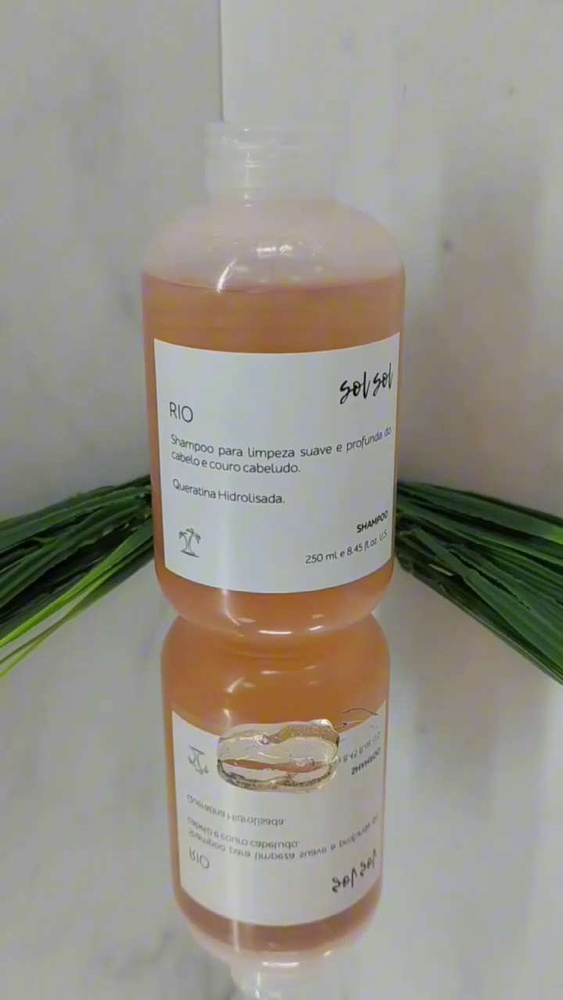 sol sol
RIO
Shampoo para limpeza suave e profunda do
cabelo e couro cabeludo.
Queratina Hidrolisada.
SHAMPOO
250 ml e 8.45 fl.oz. U.S